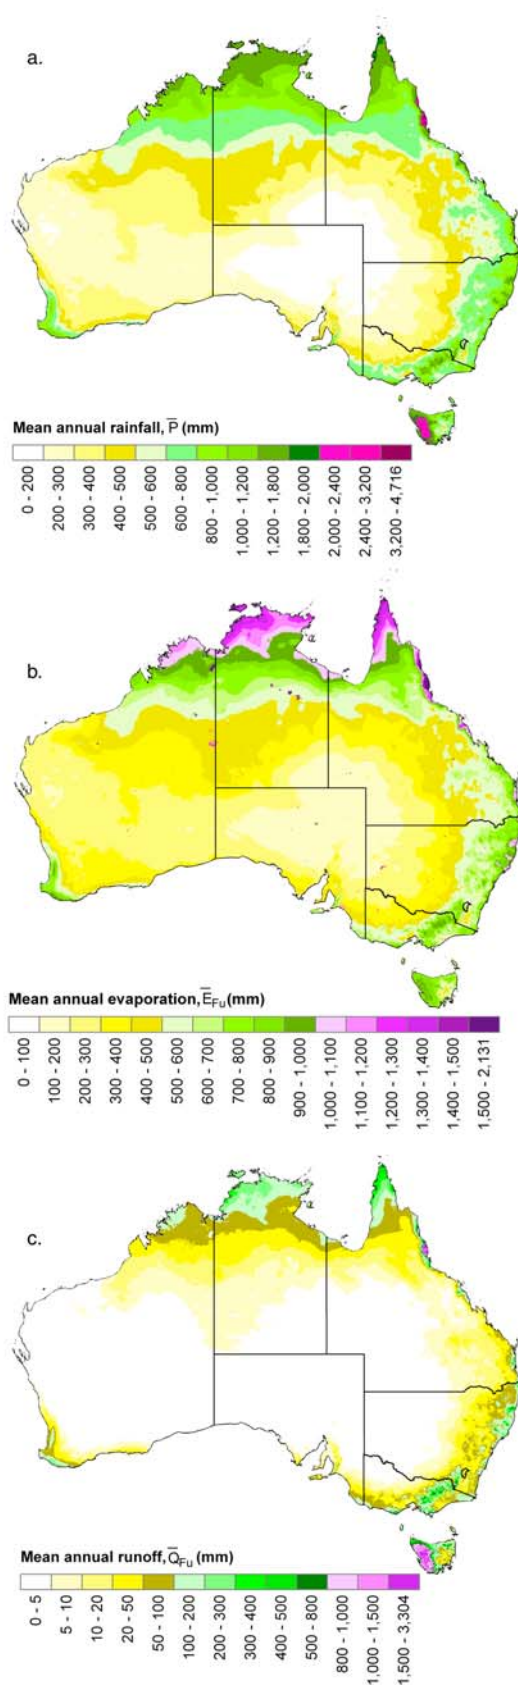 a.
Mean annual rainfall, P̅ (mm)
0 - 200
200 - 300
300 - 400
400 - 500
500 - 600
600 - 800
800 - 1,000
1,000 - 1,200
1,200 - 1,800
1,800 - 2,000
2,000 - 2,400
2,400 - 3,200
3,200 - 4,716
b.
Mean annual evaporation, E̅Fu (mm)
0 - 100
100 - 200
200 - 300
300 - 400
400 - 500
500 - 600
600 - 700
700 - 800
800 - 900
900 - 1,000
1,000 - 1,100
1,100 - 1,200
1,200 - 1,300
1,300 - 1,400
1,400 - 1,500
1,500 - 2,131
c.
Mean annual runoff, Q̅Fu (mm)
0 - 5
5 - 10
10 - 20
20 - 50
50 - 100
100 - 200
200 - 300
300 - 400
400 - 500
500 - 800
800 - 1,000
1,000 - 1,500
1,500 - 3,304